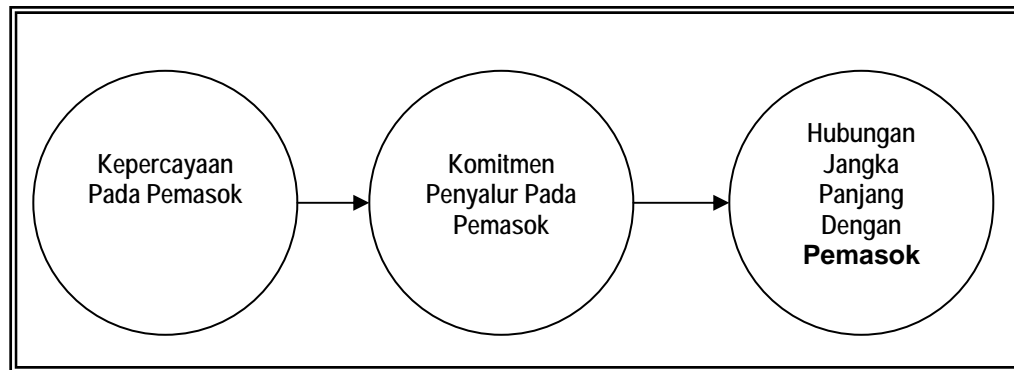 Kepercayaan
Pada Pemasok
Komitmen
Penyalur Pada
Pemasok
Hubungan
Jangka
Panjang
Dengan
Pemasok